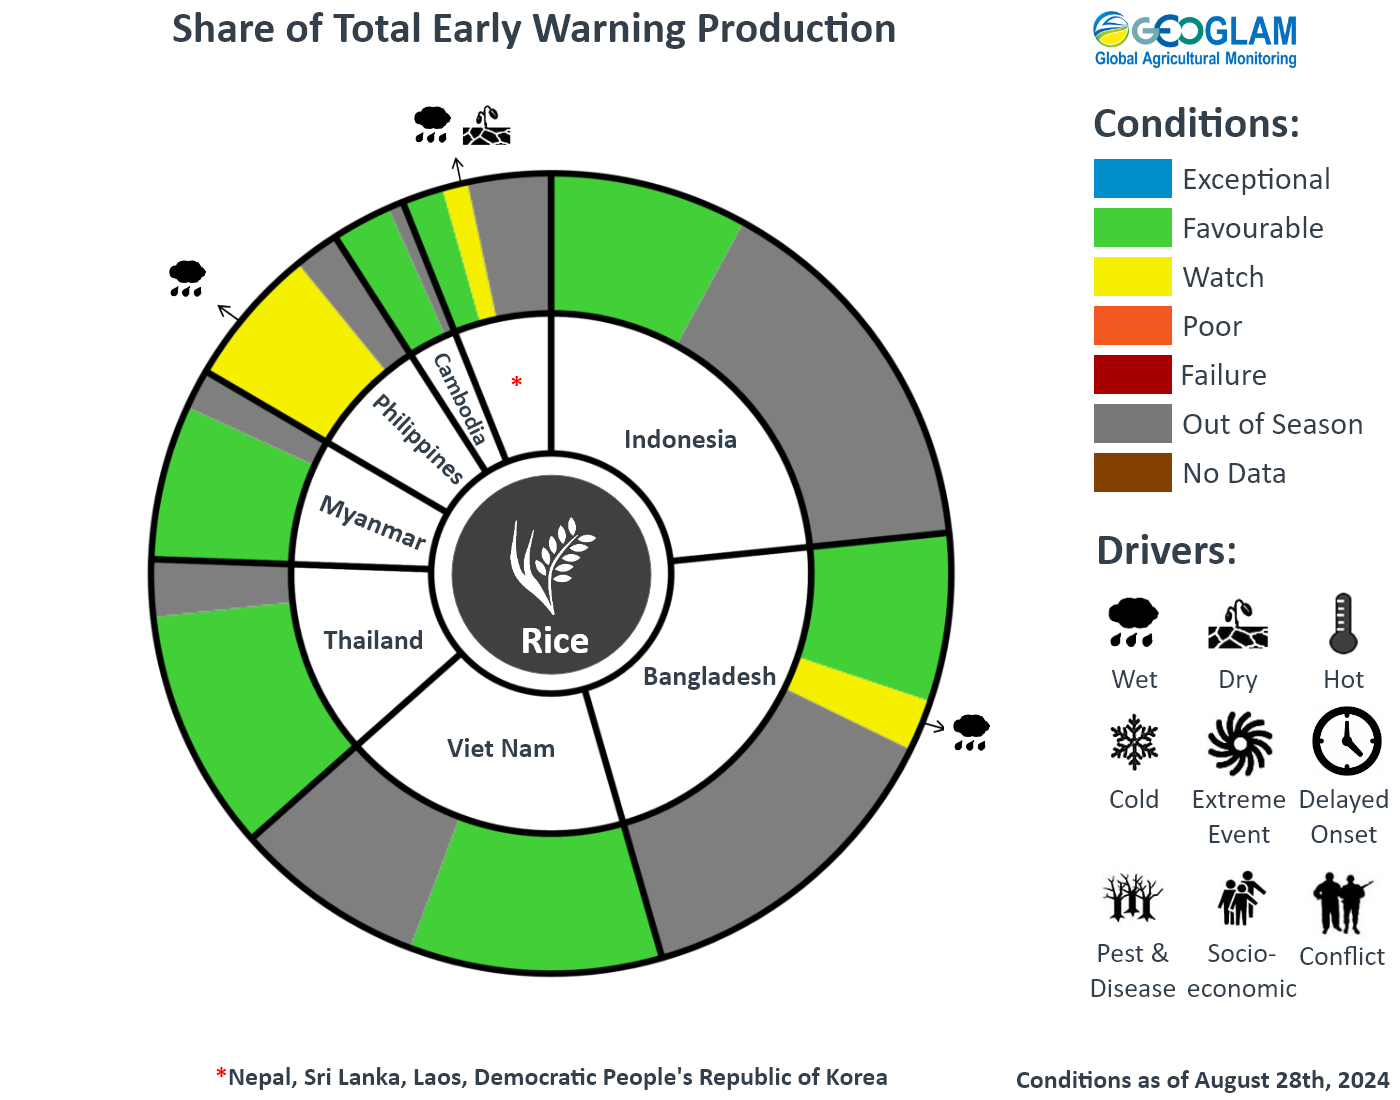 Share of Total Early Warning Production
GEOGLAM
Global Agricultural Monitoring
Conditions:
Exceptional
Favourable
Watch
Poor
Failure
Out of Season
No Data
Drivers:
Wet
Dry
Hot
Cold
Extreme
Event
Delayed
Onset
Pest &
Disease
Socio-
economic
Conflict
*
Cambodia
Philippines
Myanmar
Thailand
Viet Nam
Bangladesh
Indonesia
Rice
*Nepal, Sri Lanka, Laos, Democratic People's Republic of Korea
Conditions as of August 28th, 2024